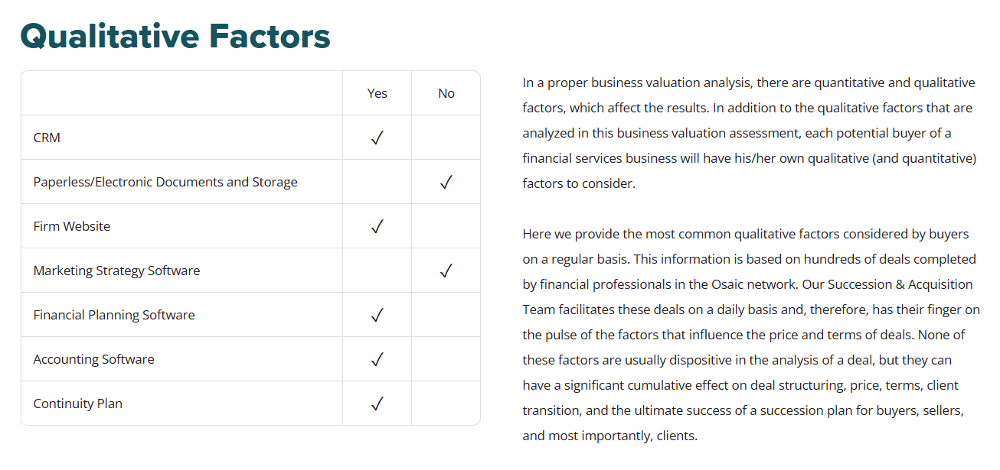 Qualitative Factors
Yes No
CRM ✓
Paperless/Electronic Documents and Storage ✓
Firm Website ✓
Marketing Strategy Software ✓
Financial Planning Software ✓
Accounting Software ✓
Continuity Plan ✓
In a proper business valuation analysis, there are quantitative and qualitative
factors, which affect the results. In addition to the qualitative factors that are
analyzed in this business valuation assessment, each potential buyer of a
financial services business will have his/her own qualitative (and quantitative)
factors to consider.
Here we provide the most common qualitative factors considered by buyers
on a regular basis. This information is based on hundreds of deals completed
by financial professionals in the Osaic network. Our Succession & Acquisition
Team facilitates these deals on a daily basis and, therefore, has their finger on
the pulse of the factors that influence the price and terms of deals. None of
these factors are usually dispositive in the analysis of a deal, but they can
have a significant cumulative effect on deal structuring, price, terms, client
transition, and the ultimate success of a succession plan for buyers, sellers,
and most importantly, clients.